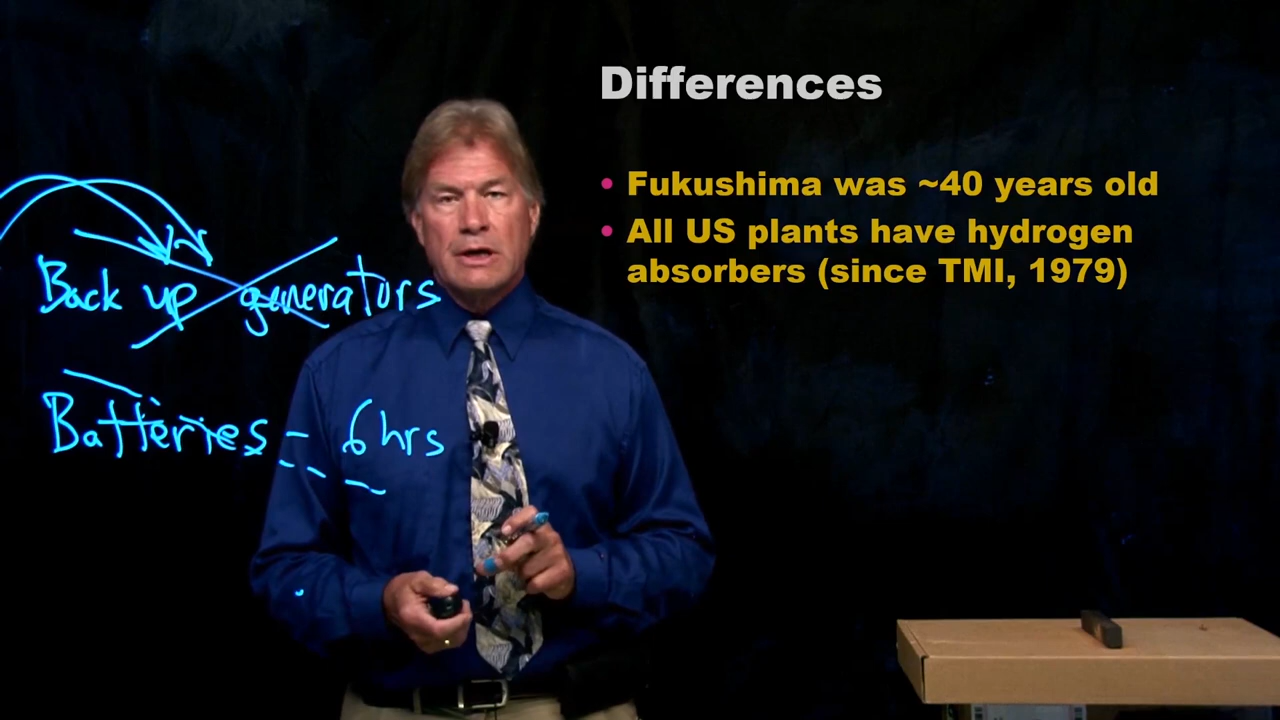 Differences
• Fukushima was ~40 years old
• All US plants have hydrogen
absorbers (since TMI, 1979)
Back up generators
Batteries - 6 hrs